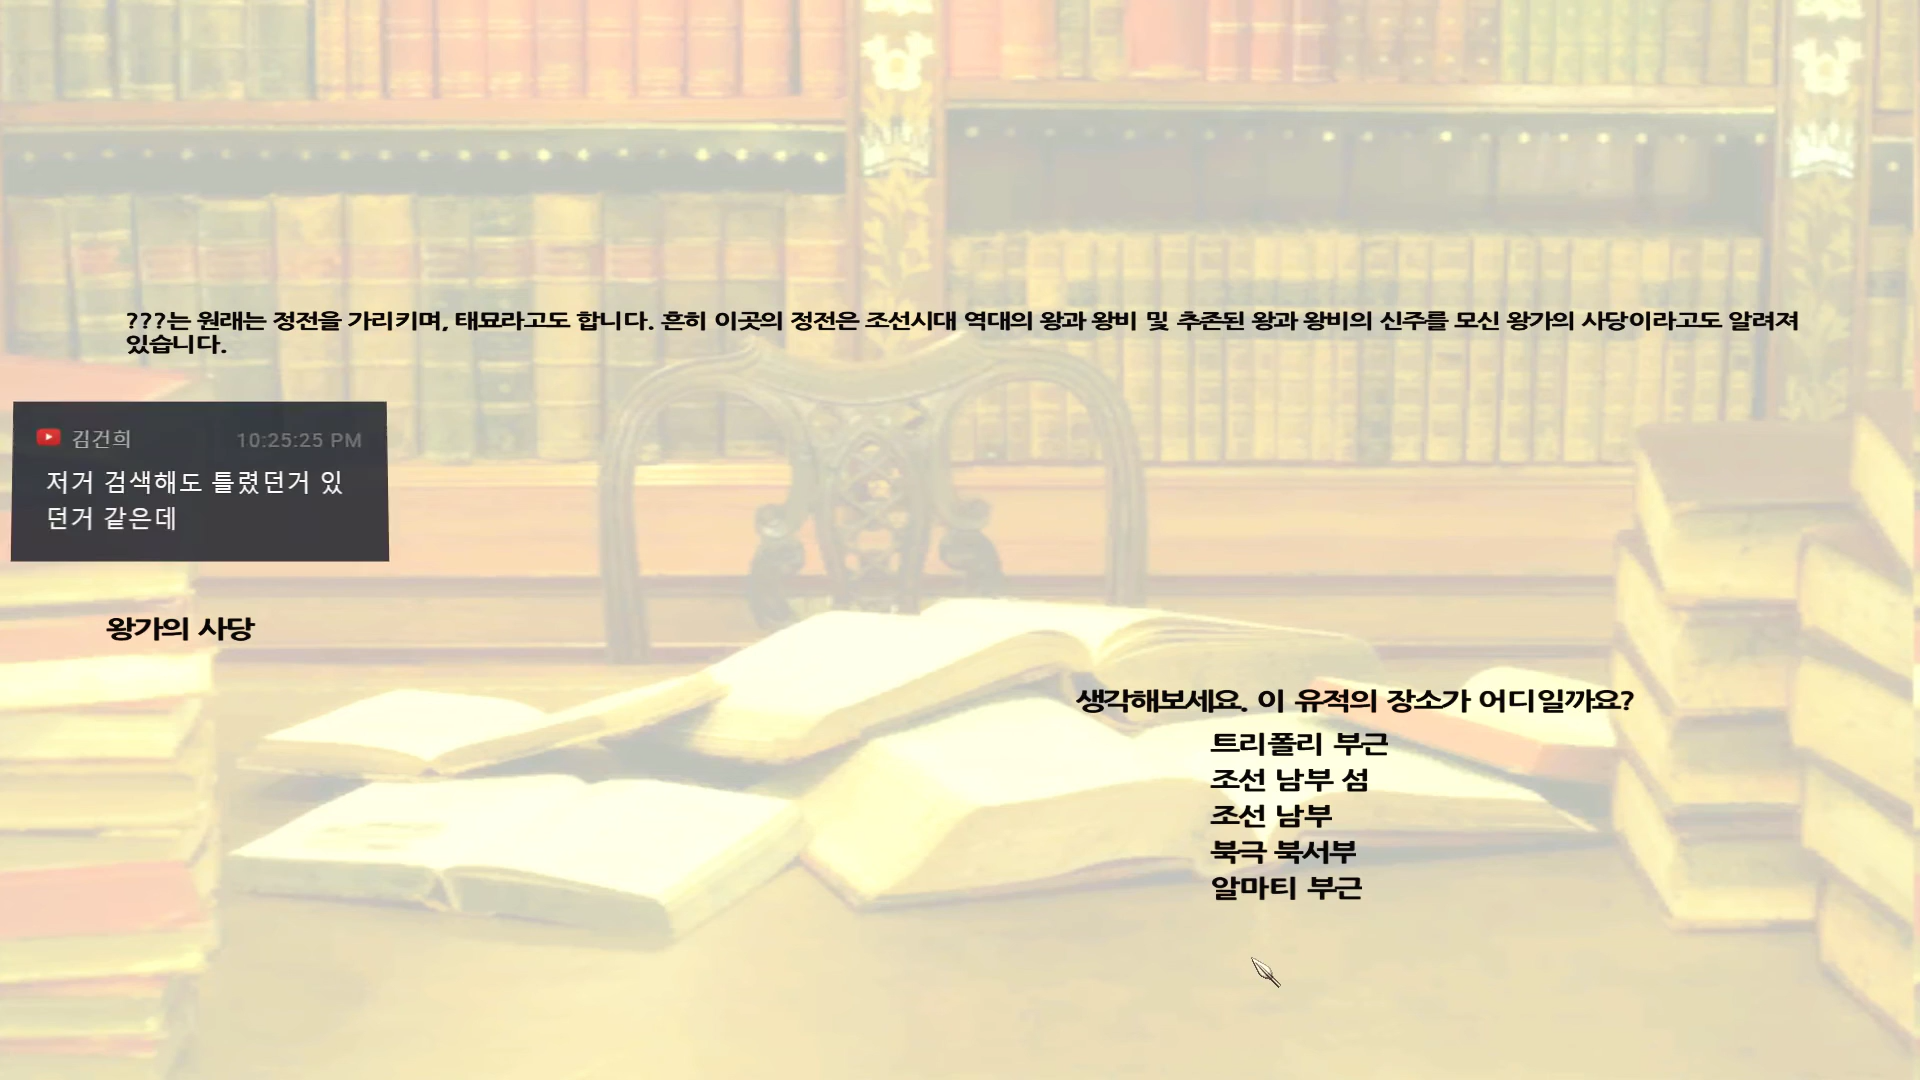 ???는 원래는 정전을 가리키며, 태묘라고도 합니다. 흔히 이곳의 정전은 조선시대 역대의 왕과 왕비 및 추존된 왕과 왕비의 신주를 모신 왕가의 사당이라고도 알려져
있습니다.
김건희 10:25:25 PM
저거 검색해도 틀렸던거 있
던거 같은데
왕가의 사당
생각해보세요. 이 유적의 장소가 어디일까요?
트리폴리 부근
조선 남부 섬
조선 남부
북극 북서부
알마티 부근